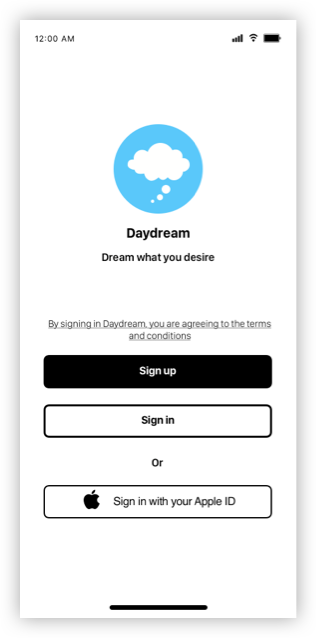 12:00 AM
Daydream
Dream what you desire
By signing in Daydream, you are agreeing to the terms
and conditions
Sign up
Sign in
Or
Sign in with your Apple ID